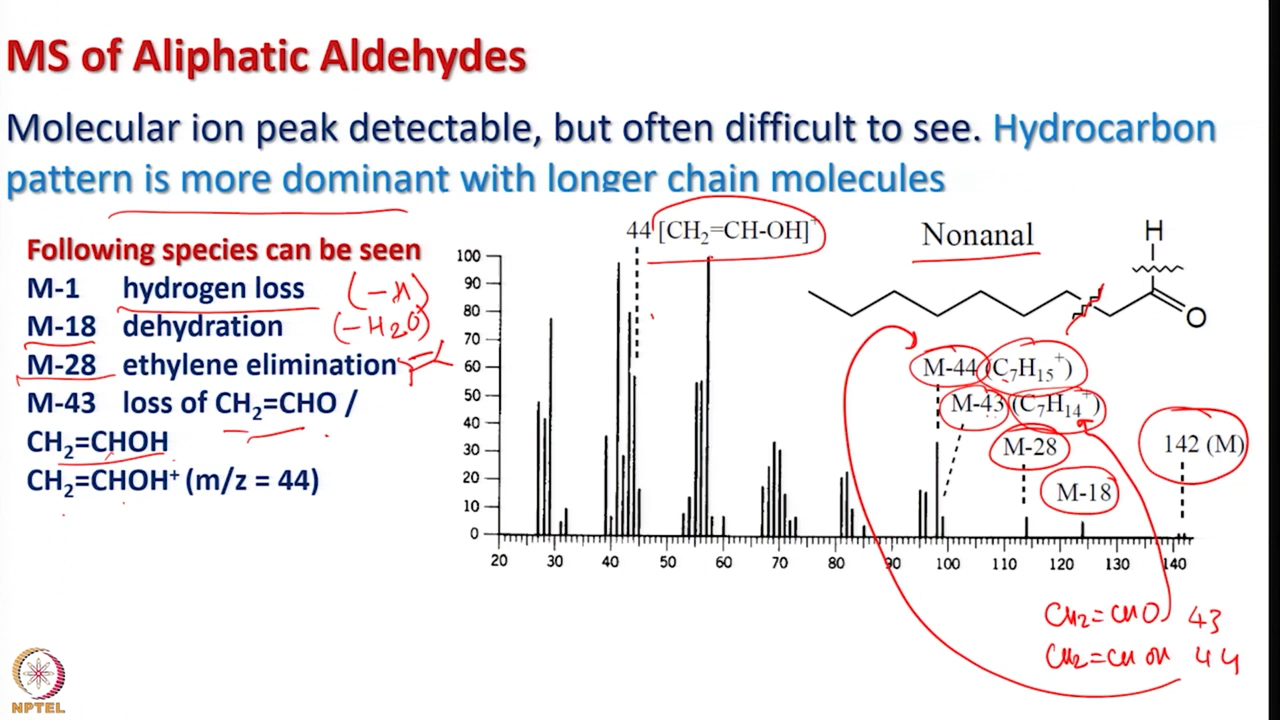 MS of Aliphatic Aldehydes
Molecular ion peak detectable, but often difficult to see. Hydrocarbon
pattern is more dominant with longer chain molecules
Following species can be seen
M-1 hydrogen loss (-H)
M-18 dehydration (-H2O)
M-28 ethylene elimination
M-43 loss of CH2=CHO /
CH2=CHOH
CH2=CHOH+ (m/z = 44)
44 [CH2=CH-OH]+
Nonanal
H
O
M-44 (C7H15+)
M-43 (C7H14+)
M-28
142 (M)
M-18
100
90
80
70
60
50
40
30
20
10
0
20 30 40 50 60 70 80 90 100 110 120 130 140
CH2=CHO 43
CH2=CHOH 44
NPTEL